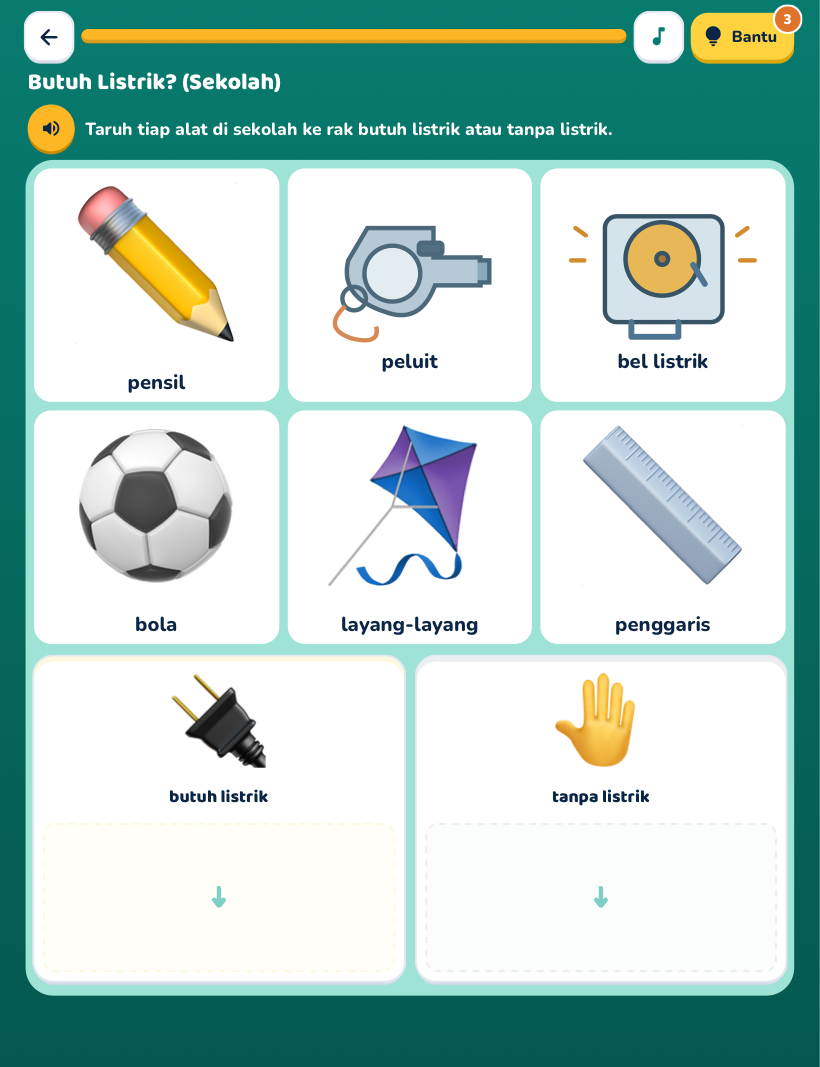 3
Bantu
Butuh Listrik? (Sekolah)
Taruh tiap alat di sekolah ke rak butuh listrik atau tanpa listrik.
pensil
peluit
bel listrik
bola
layang-layang
penggaris
butuh listrik
tanpa listrik